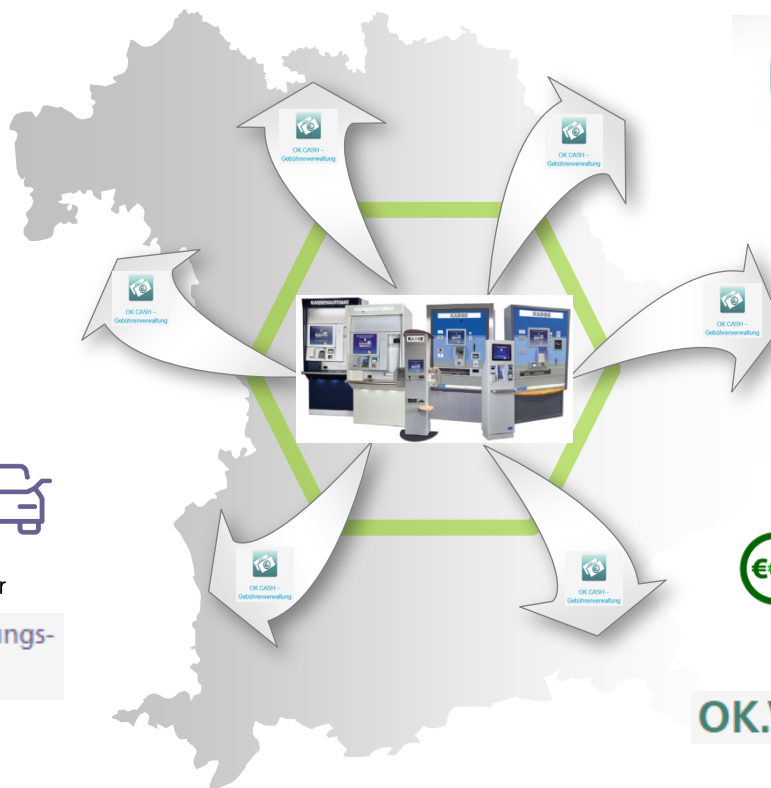 OK.CASH –
Gebührenverwaltung
OK.CASH –
Gebührenverwaltung
OK.CASH –
Gebührenverwaltung
OK.CASH –
Gebührenverwaltung
KASSENAUTOMAT
KASSE
KASSE
KASSE
r
ungs-
OK.CASH –
Gebührenverwaltung
OK.CASH –
Gebührenverwaltung
€€
OK.